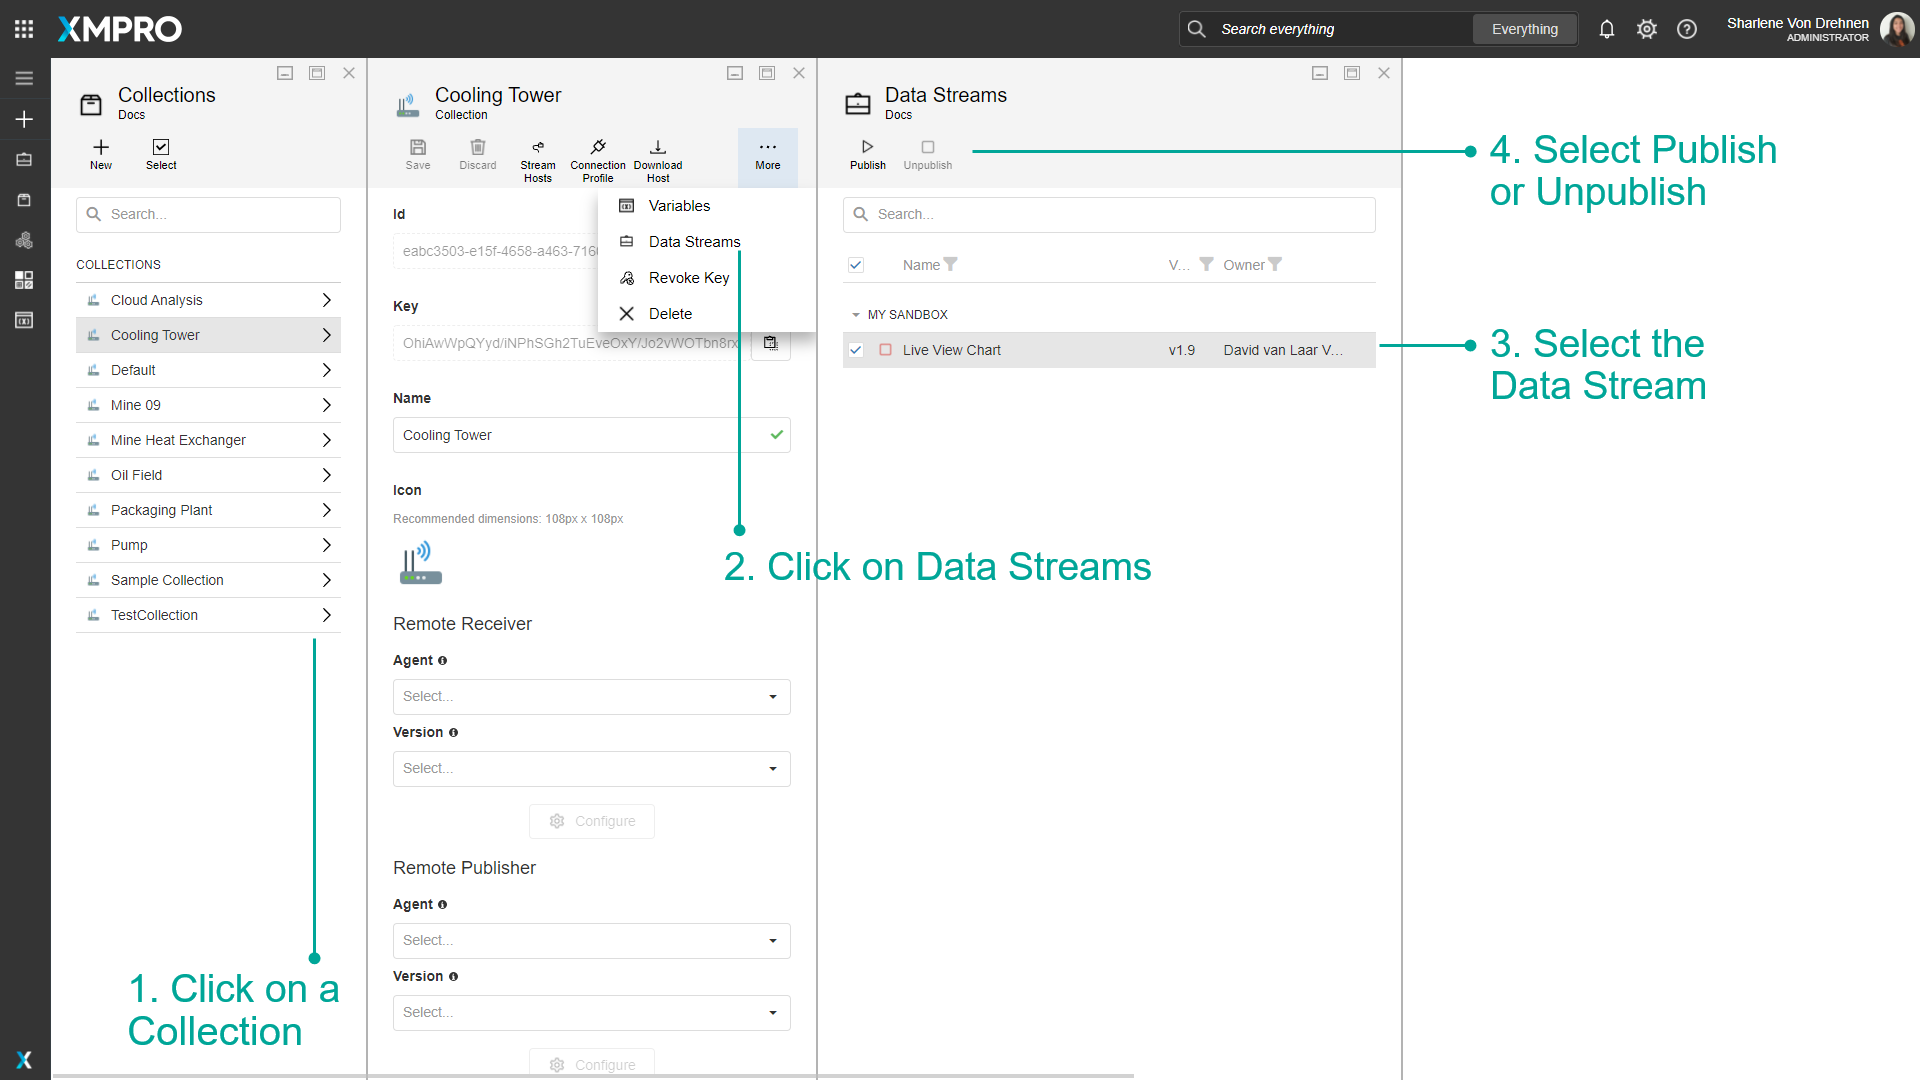 XMPRO
Search everything
Everything
Sharlene Von Drehnen
ADMINISTRATOR
Collections
Docs
New
Select
Search...
COLLECTIONS
Cloud Analysis
Cooling Tower
Default
Mine 09
Mine Heat Exchanger
Oil Field
Packaging Plant
Pump
Sample Collection
TestCollection
1. Click on a
Collection
Cooling Tower
Collection
Save
Discard
Stream
Hosts
Connection
Profile
Download
Host
More
Variables
Data Streams
Revoke Key
Delete
Id
eabc3503-e15f-4658-a463-716
Key
OhiAwWpQYyd/iNPhSGh2TuEveOxY/Jo2vWOTbn8rx
Name
Cooling Tower
Icon
Recommended dimensions: 108px x 108px
2. Click on Data Streams
Remote Receiver
Agent
Select...
Version
Select...
Configure
Remote Publisher
Agent
Select...
Version
Select...
Configure
Data Streams
Docs
Publish
Unpublish
Search...
Name
V...
Owner
MY SANDBOX
Live View Chart
v1.9
David van Laar V...
4. Select Publish
or Unpublish
3. Select the
Data Stream